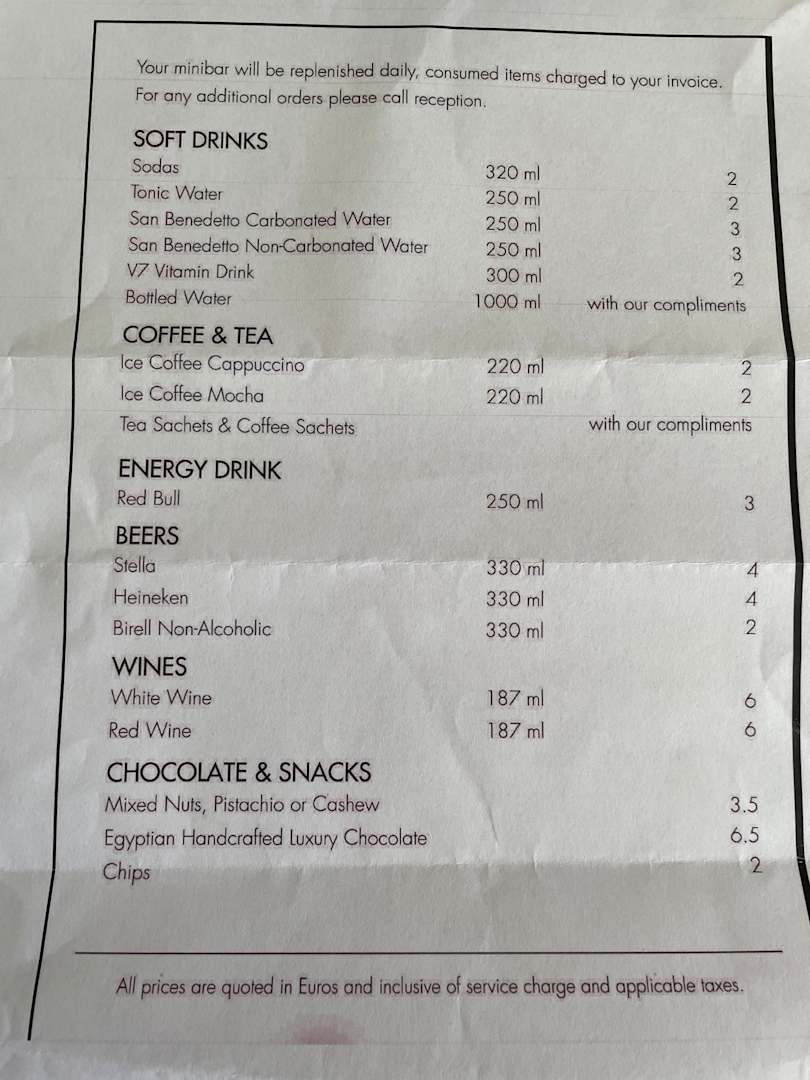 Your minibar will be replenished daily, consumed items charged to your invoice.
For any additional orders please call reception.
SOFT DRINKS
Sodas 320 ml 2
Tonic Water 250 ml 2
San Benedetto Carbonated Water 250 ml 3
San Benedetto Non-Carbonated Water 250 ml 3
V7 Vitamin Drink 300 ml 2
Bottled Water 1000 ml with our compliments
COFFEE & TEA
Ice Coffee Cappuccino 220 ml 2
Ice Coffee Mocha 220 ml 2
Tea Sachets & Coffee Sachets with our compliments
ENERGY DRINK
Red Bull 250 ml 3
BEERS
Stella 330 ml 4
Heineken 330 ml 4
Birell Non-Alcoholic 330 ml 2
WINES
White Wine 187 ml 6
Red Wine 187 ml 6
CHOCOLATE & SNACKS
Mixed Nuts, Pistachio or Cashew 3.5
Egyptian Handcrafted Luxury Chocolate 6.5
Chips 2
All prices are quoted in Euros and inclusive of service charge and applicable taxes.